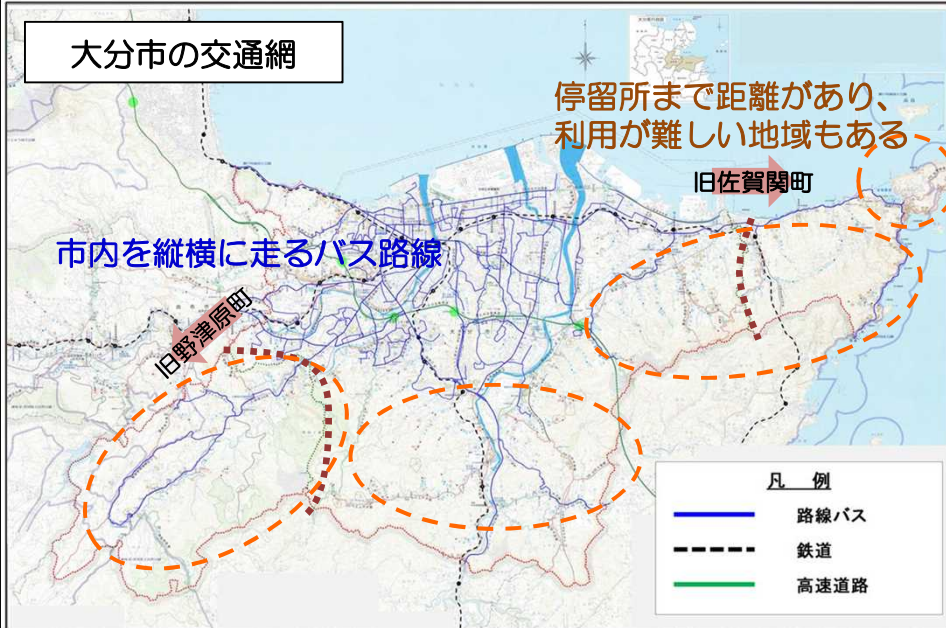 大分市の交通網
停留所まで距離があり、
利用が難しい地域もある
旧佐賀関町
市内を縦横に走るバス路線
旧野津原町
凡 例
路線バス
鉄道
高速道路